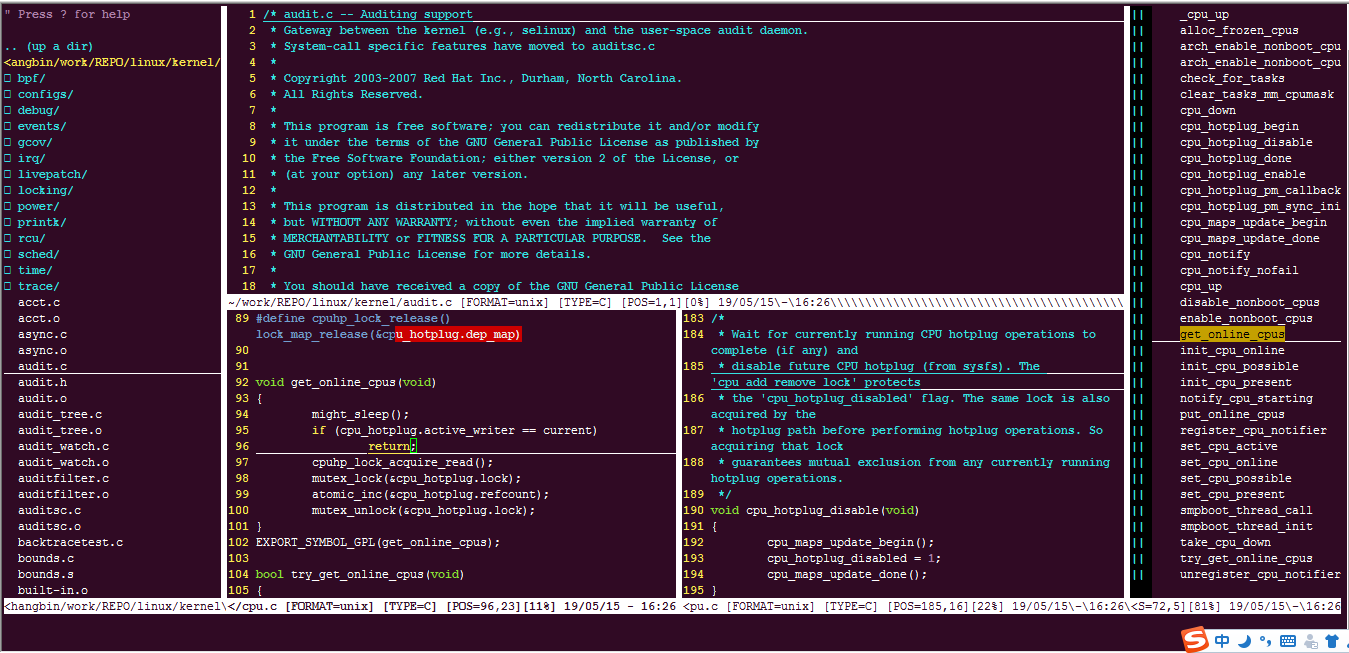 " Press ? for help
.. (up a dir)
<angbin/work/REPO/linux/kernel/
bpf/
configs/
debug/
events/
gcov/
irq/
livepatch/
locking/
power/
printk/
rcu/
sched/
time/
trace/
acct.c
acct.o
async.c
async.o
audit.c
audit.h
audit.o
audit_tree.c
audit_tree.o
audit_watch.c
audit_watch.o
auditfilter.c
auditfilter.o
auditsc.c
auditsc.o
backtracetest.c
bounds.c
bounds.s
built-in.o
<hangbin/work/REPO/linux/kernel\
1 /* audit.c -- Auditing support
2  * Gateway between the kernel (e.g., selinux) and the user-space audit daemon.
3  * System-call specific features have moved to auditsc.c
4  *
5  * Copyright 2003-2007 Red Hat Inc., Durham, North Carolina.
6  * All Rights Reserved.
7  *
8  * This program is free software; you can redistribute it and/or modify
9  * it under the terms of the GNU General Public License as published by
10  * the Free Software Foundation; either version 2 of the License, or
11  * (at your option) any later version.
12  *
13  * This program is distributed in the hope that it will be useful,
14  * but WITHOUT ANY WARRANTY; without even the implied warranty of
15  * MERCHANTABILITY or FITNESS FOR A PARTICULAR PURPOSE.  See the
16  * GNU General Public License for more details.
17  *
18  * You should have received a copy of the GNU General Public License
~/work/REPO/linux/kernel/audit.c [FORMAT=unix] [TYPE=C] [POS=1,1][0%] 19/05/15\-\16:26\\\\\\\\\\\\\\\\\\\\\\\\\\\\\\\\\\\\\\\\\\
89 #define cpuhp_lock_release()
lock_map_release(&cpu_hotplug.dep_map)
90
91
92 void get_online_cpus(void)
93 {
94         might_sleep();
95         if (cpu_hotplug.active_writer == current)
96                 return;
97         cpuhp_lock_acquire_read();
98         mutex_lock(&cpu_hotplug.lock);
99         atomic_inc(&cpu_hotplug.refcount);
100         mutex_unlock(&cpu_hotplug.lock);
101 }
102 EXPORT_SYMBOL_GPL(get_online_cpus);
103
104 bool try_get_online_cpus(void)
105 {
</cpu.c [FORMAT=unix] [TYPE=C] [POS=96,23][11%] 19/05/15 - 16:26
183 /*
184  * Wait for currently running CPU hotplug operations to
complete (if any) and
185  * disable future CPU hotplug (from sysfs). The
'cpu_add_remove_lock' protects
186  * the 'cpu_hotplug_disabled' flag. The same lock is also
acquired by the
187  * hotplug path before performing hotplug operations. So
acquiring that lock
188  * guarantees mutual exclusion from any currently running
hotplug operations.
189  */
190 void cpu_hotplug_disable(void)
191 {
192         cpu_maps_update_begin();
193         cpu_hotplug_disabled = 1;
194         cpu_maps_update_done();
195 }
<pu.c [FORMAT=unix] [TYPE=C] [POS=185,16][22%] 19/05/15\-\16:26\
|| _cpu_up
|| alloc_frozen_cpus
|| arch_enable_nonboot_cpu
|| arch_enable_nonboot_cpu
|| check_for_tasks
|| clear_tasks_mm_cpumask
|| cpu_down
|| cpu_hotplug_begin
|| cpu_hotplug_disable
|| cpu_hotplug_done
|| cpu_hotplug_enable
|| cpu_hotplug_pm_callback
|| cpu_hotplug_pm_sync_ini
|| cpu_maps_update_begin
|| cpu_maps_update_done
|| cpu_notify
|| cpu_notify_nofail
|| cpu_up
|| disable_nonboot_cpus
|| enable_nonboot_cpus
|| get_online_cpus
|| init_cpu_online
|| init_cpu_possible
|| init_cpu_present
|| notify_cpu_starting
|| put_online_cpus
|| register_cpu_notifier
|| set_cpu_active
|| set_cpu_online
|| set_cpu_possible
|| set_cpu_present
|| smpboot_thread_call
|| smpboot_thread_init
|| take_cpu_down
|| try_get_online_cpus
|| unregister_cpu_notifier
<S=72,5][81%] 19/05/15\-\16:26
S 中